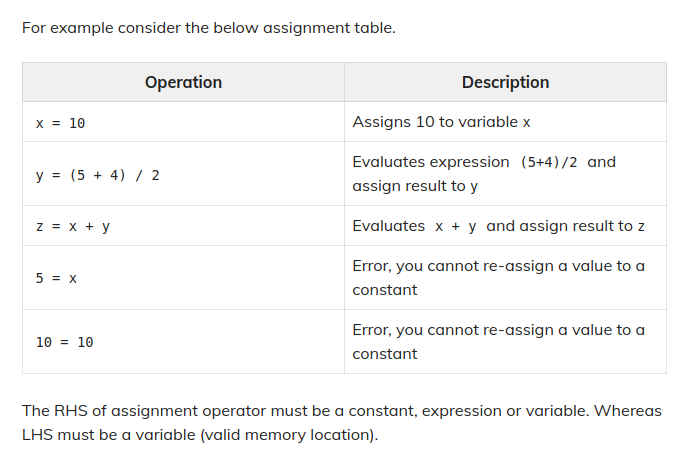 For example consider the below assignment table.
Operation Description
x = 10 Assigns 10 to variable x
y = (5 + 4) / 2 Evaluates expression (5+4)/2 and
assign result to y
z = x + y Evaluates x + y and assign result to z
5 = x Error, you cannot re-assign a value to a
constant
10 = 10 Error, you cannot re-assign a value to a
constant
The RHS of assignment operator must be a constant, expression or variable. Whereas
LHS must be a variable (valid memory location).